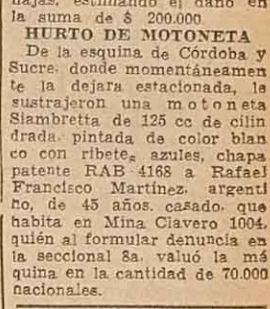 najas, estimando el daño en
la suma de $ 200.000.
HURTO DE MOTONETA
De la esquina de Córdoba y
Sucre, donde momentáneamen
te la dejara estacionada, le
sustrajeron una motoneta
Siambretta de 125 cc de cilin
drada, pintada de color blan
co con ribetes azules, chapa
patente RAB 4168 a Rafael
Francisco Martínez, argenti
no, de 45 años, casado, que
habita en Mina Clavero 1004,
quién al formular denuncia en
la seccional 8a. valuó la má
quina en la cantidad de 70.000
nacionales.